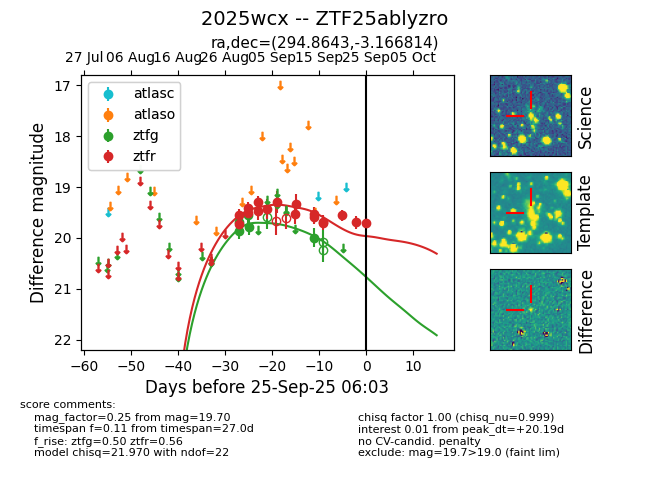 2025wcx -- ZTF25ablyzro
ra,dec=(294.8643,-3.166814)
27 Jul 06 Aug 16 Aug 26 Aug 05 Sep 15 Sep 25 Sep 05 Oct
17
18
19
20
21
22
Difference magnitude
atlasc
atlaso
ztfg
ztfr
−60 −50 −40 −30 −20 −10 0 10
Days before 25-Sep-25 06:03
Science
Template
Difference
score comments:
mag_factor=0.25 from mag=19.70
timespan f=0.11 from timespan=27.0d
f_rise: ztfg=0.50 ztfr=0.56
model chisq=21.970 with ndof=22
chisq factor 1.00 (chisq_nu=0.999)
interest 0.01 from peak_dt=+20.19d
no CV-candid. penalty
exclude: mag=19.7>19.0 (faint lim)